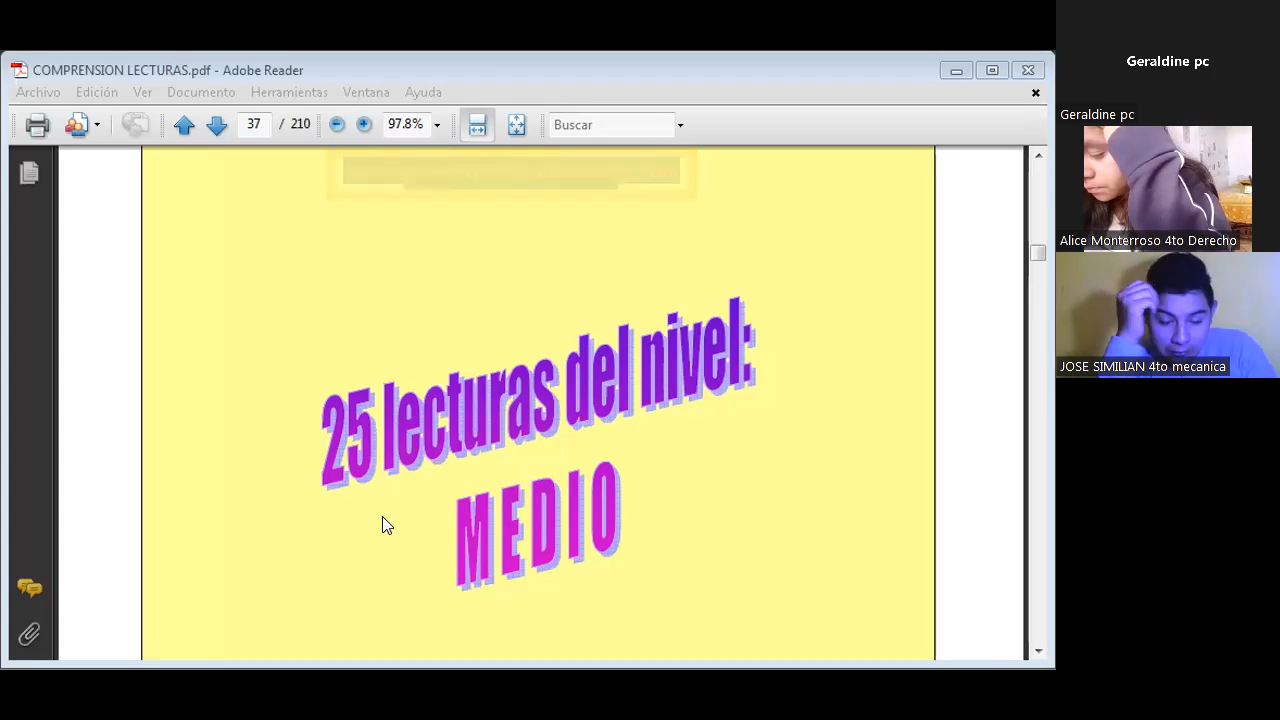 COMPRENSION LECTURAS.pdf - Adobe Reader
Archivo Edición Ver Documento Herramientas Ventana Ayuda
37 / 210 97.8% Buscar
25 lecturas del nivel:
MEDIO
Geraldine pc
Geraldine pc
Alice Monterroso 4to Derecho
JOSE SIMILIAN 4to mecanica